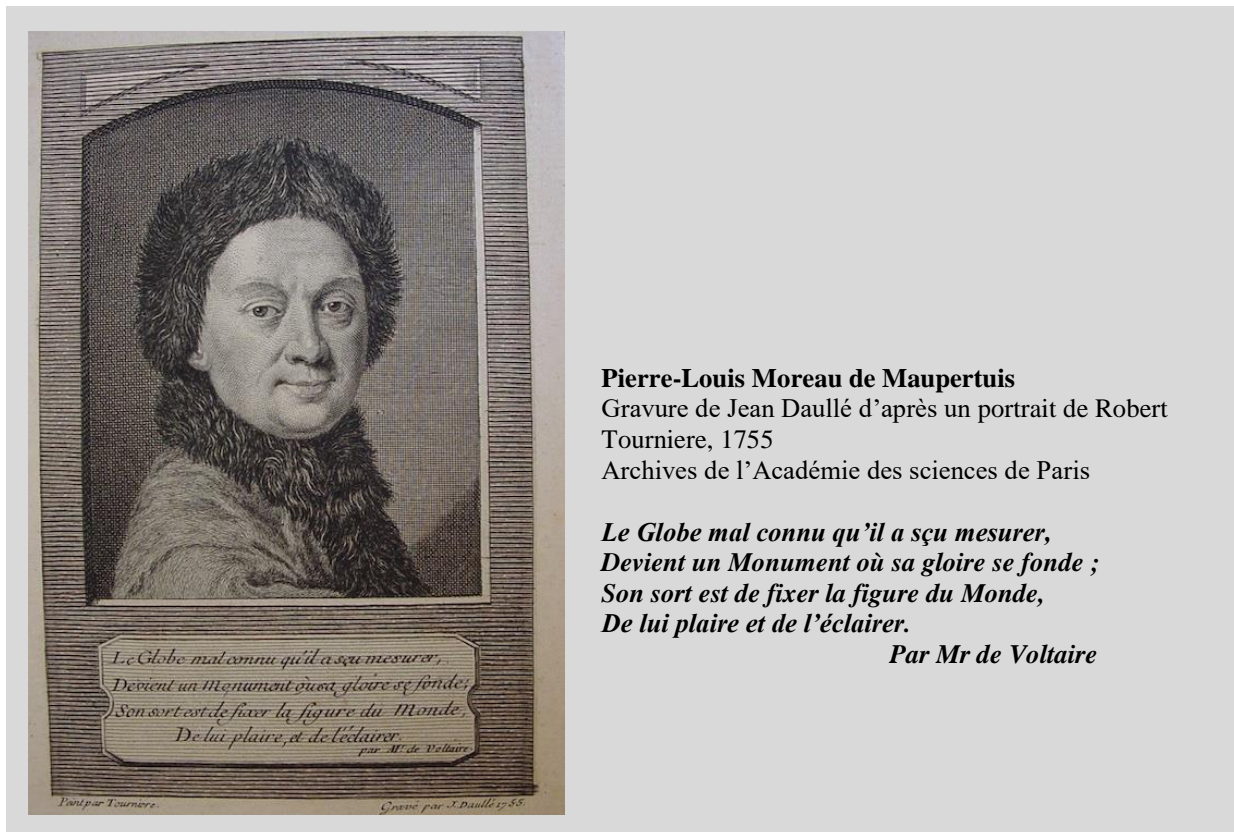 Le Globe mal connu qu'il a sçu mesurer,
Devient un Monument où sa gloire se fonde;
Son sort est de fixer la figure du Monde,
De lui plaire, et de l'éclairer.
par Mr. de Voltaire
Peint par Tourniere.
Gravé par J. Daullé 1755.
Pierre-Louis Moreau de Maupertuis
Gravure de Jean Daullé d’après un portrait de Robert
Tourniere, 1755
Archives de l’Académie des sciences de Paris
Le Globe mal connu qu’il a sçu mesurer,
Devient un Monument où sa gloire se fonde ;
Son sort est de fixer la figure du Monde,
De lui plaire et de l’éclairer.
Par Mr de Voltaire